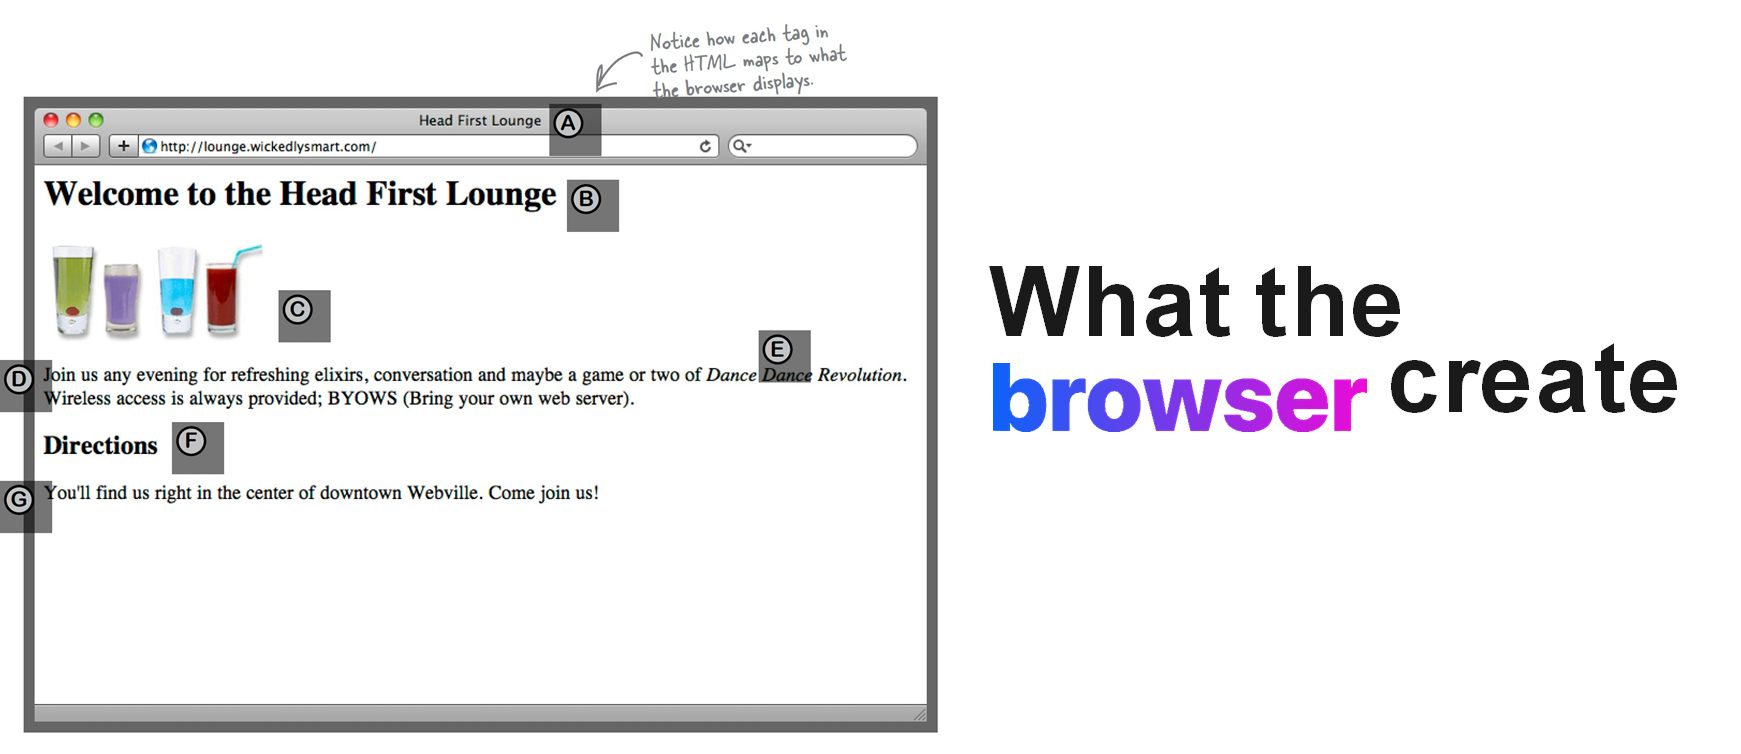 Notice how each tag in
the HTML maps to what
the browser displays.
Head First Lounge
A
+
http://lounge.wickedlysmart.com/
Welcome to the Head First Lounge
B
C
E
D
Join us any evening for refreshing elixirs, conversation and maybe a game or two of Dance Dance Revolution.
Wireless access is always provided; BYOWS (Bring your own web server).
Directions
F
G
You'll find us right in the center of downtown Webville. Come join us!
What the
browser create